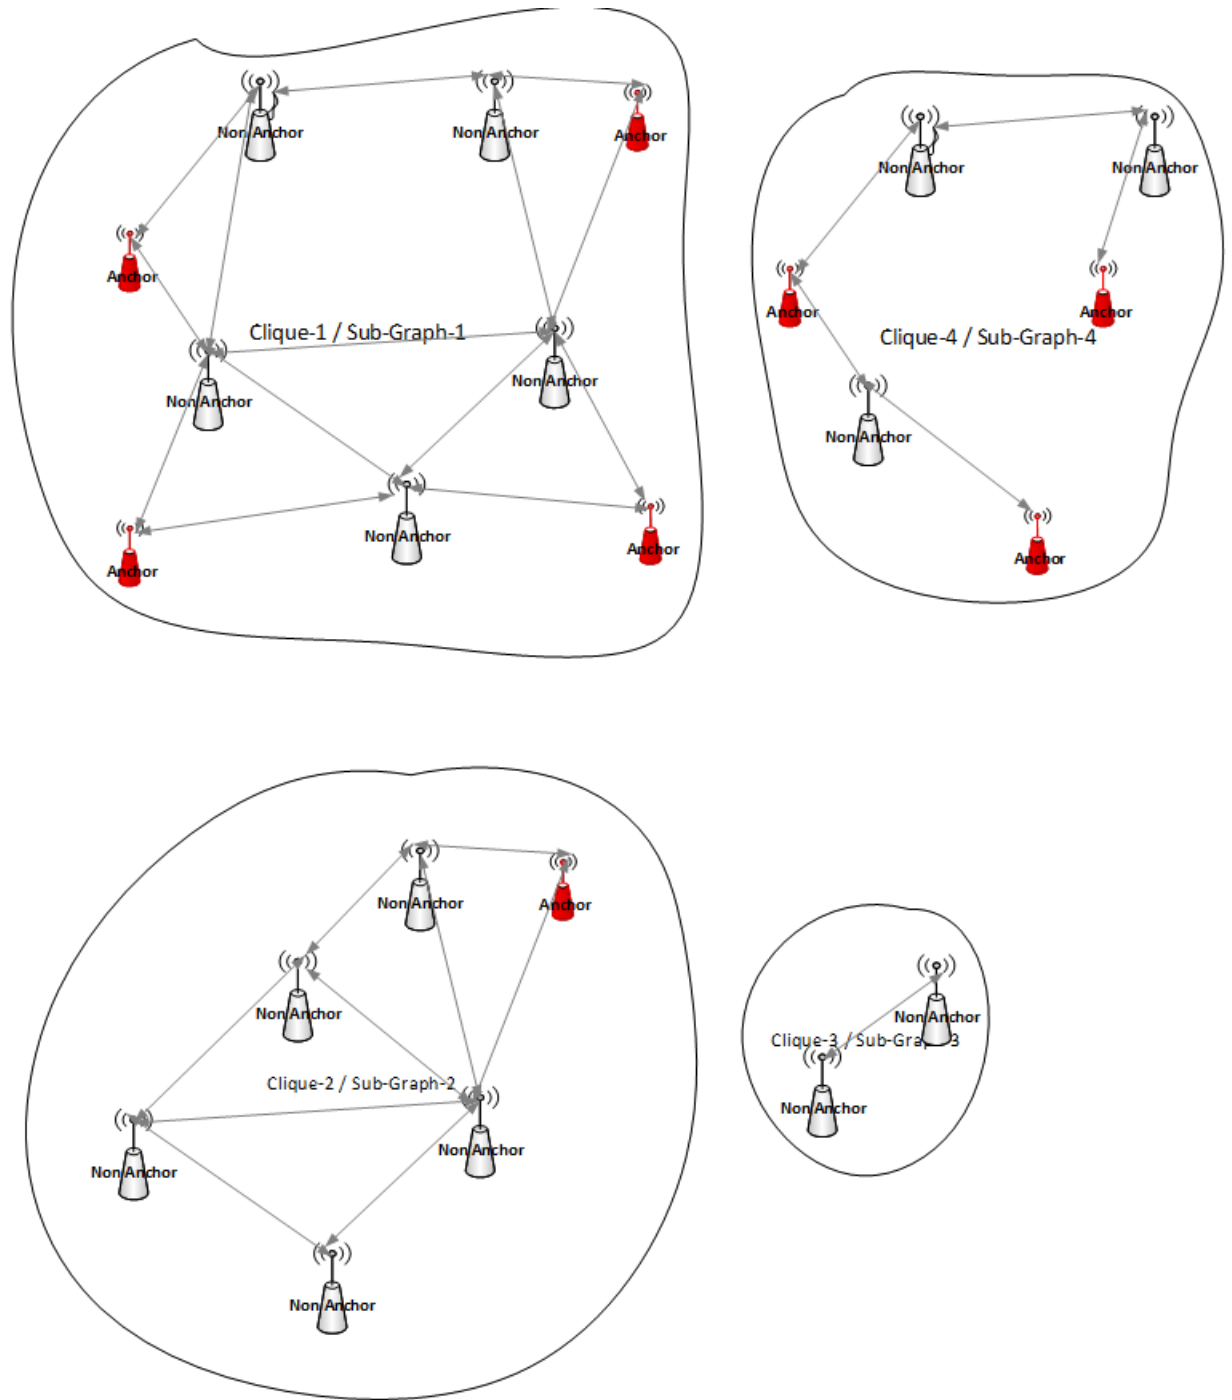 Non Anchor
Non Anchor
Anchor
Anchor
Clique-1 / Sub-Graph-1
Non Anchor
Non Anchor
Non Anchor
Anchor
Anchor
Non Anchor
Non Anchor
Anchor
Anchor
Clique-4 / Sub-Graph-4
Non Anchor
Anchor
Non Anchor
Anchor
Non Anchor
Clique-2 / Sub-Graph-2
Non Anchor
Non Anchor
Non Anchor
Non Anchor
Clique-3 / Sub-Graph-3
Non Anchor